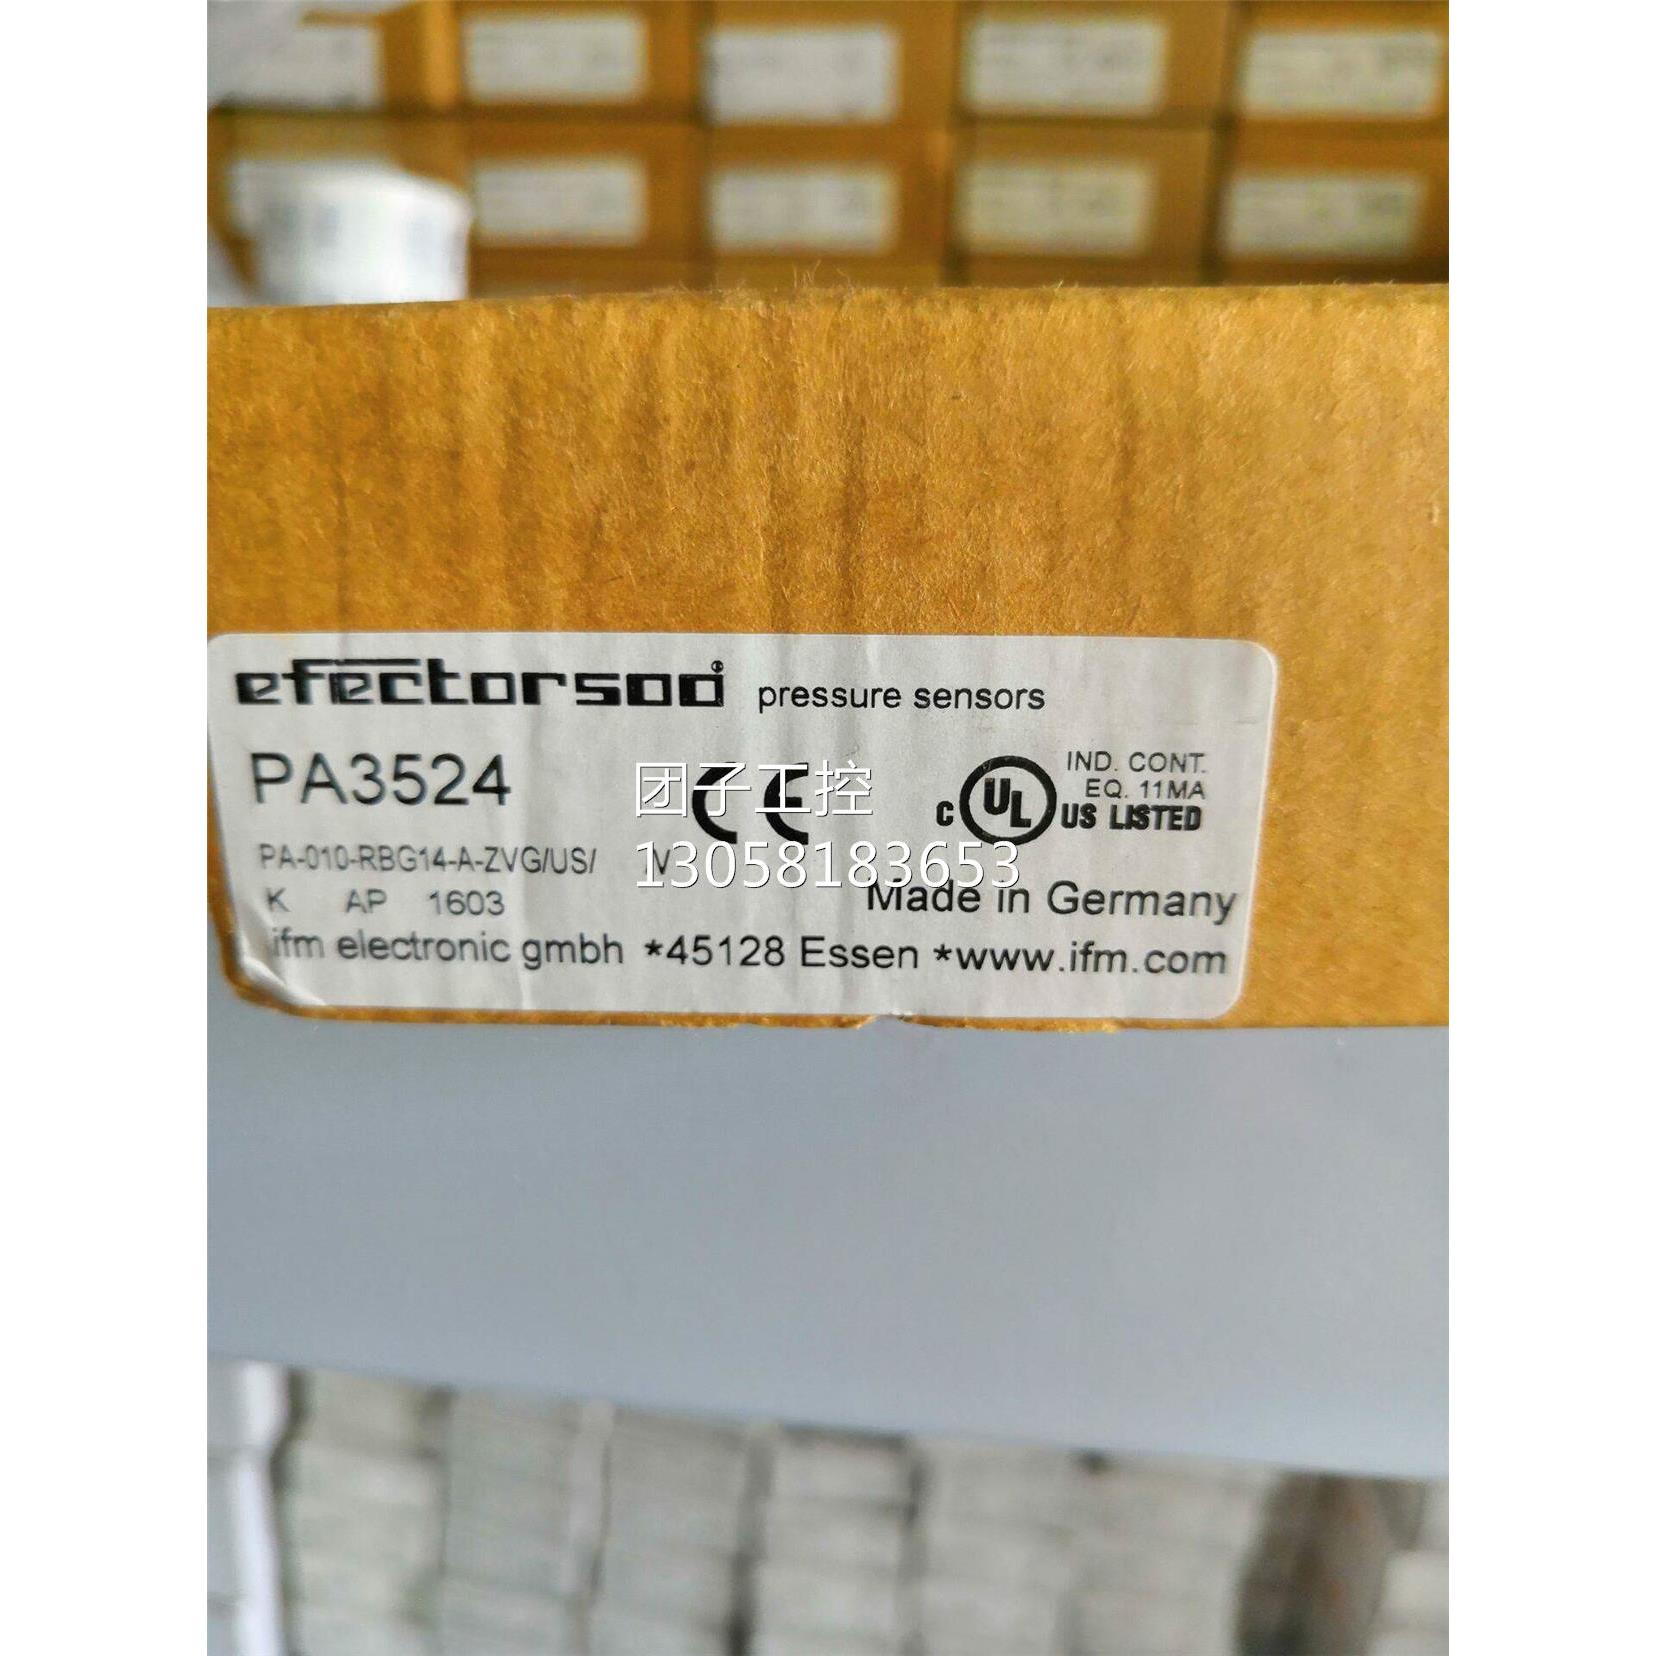 efector500® pressure sensors
PA3524
CE
IND. CONT.
EQ. 11MA
c UL US LISTED
PA-010-RBG14-A-ZVG/US/ /V
K AP 1603
Made in Germany
ifm electronic gmbh *45128 Essen *www.ifm.com
团子工控
13058183653